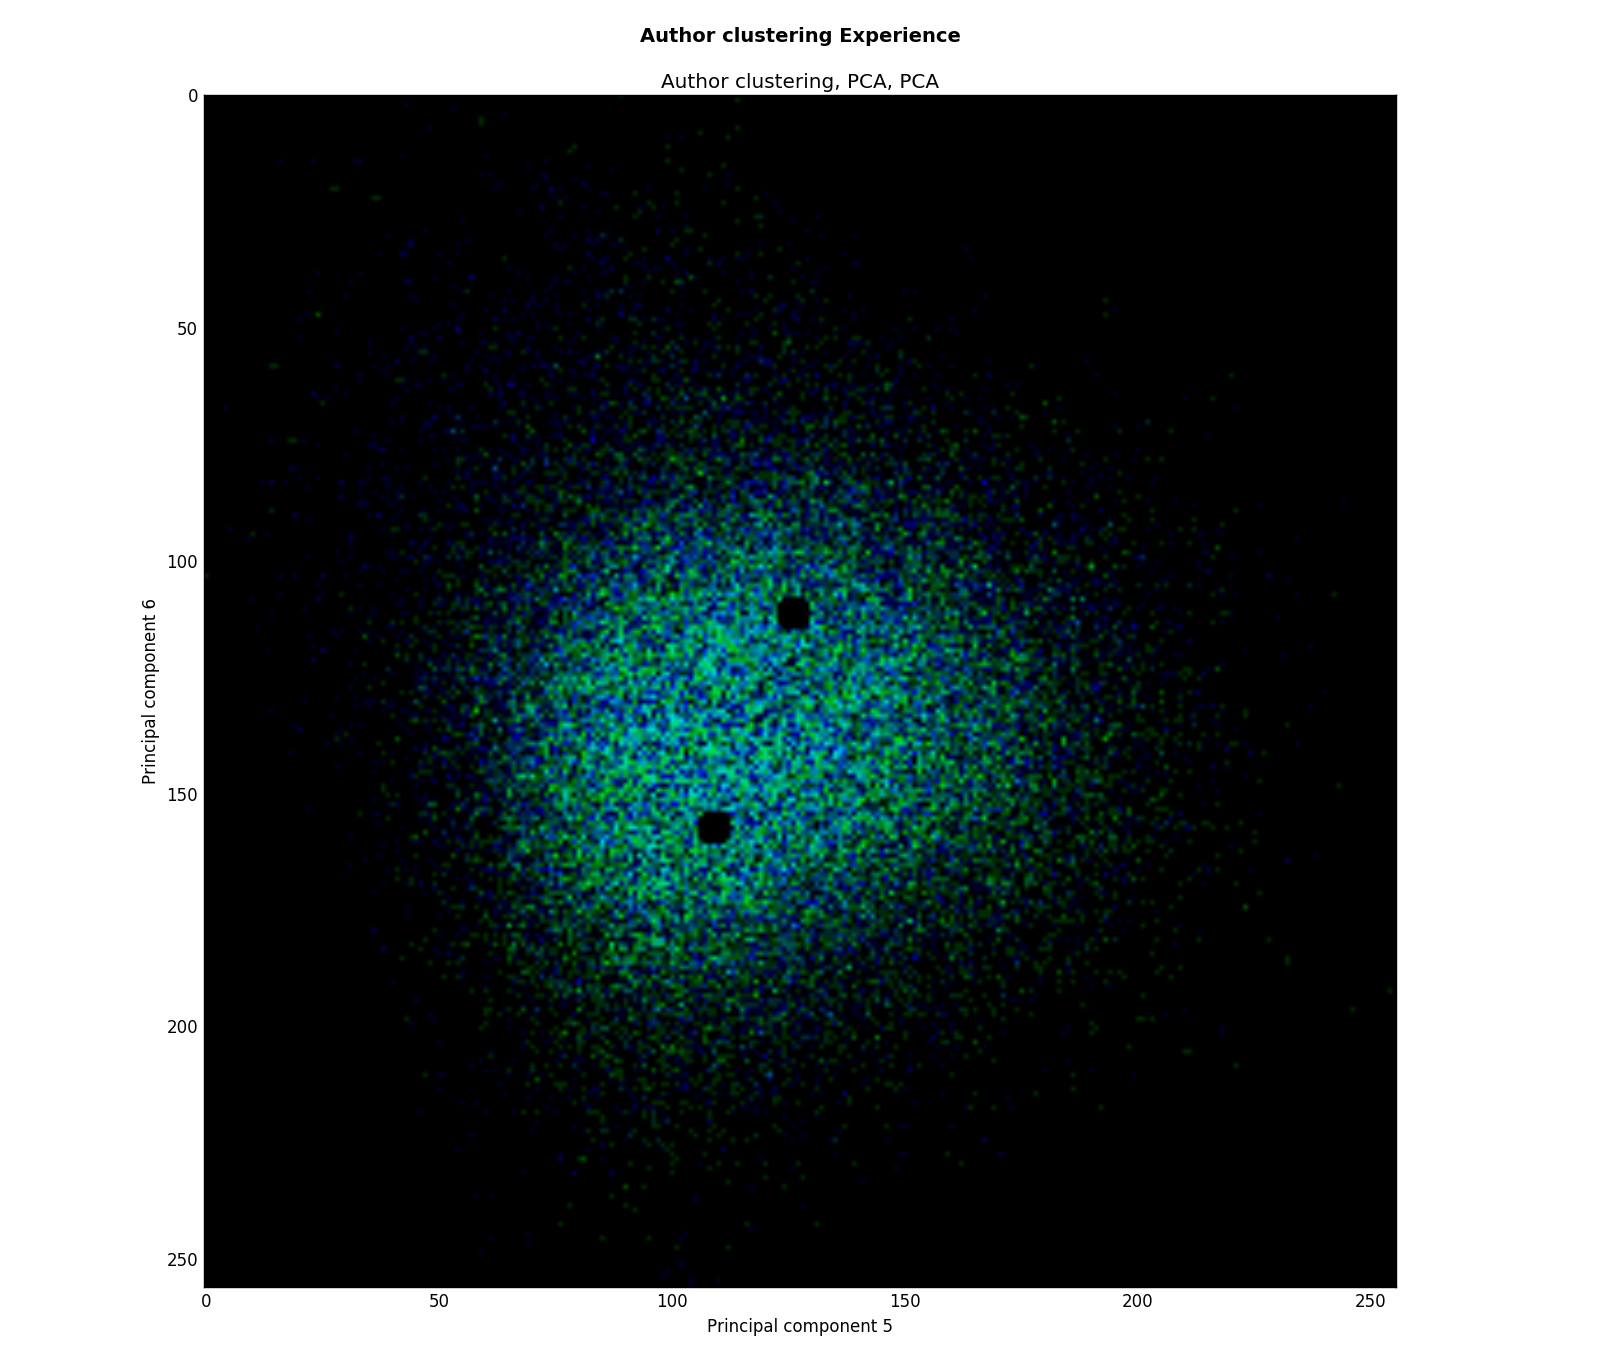 Author clustering Experience
Author clustering, PCA, PCA
0
50
100
150
200
250
Principal component 6
0 50 100 150 200 250
Principal component 5